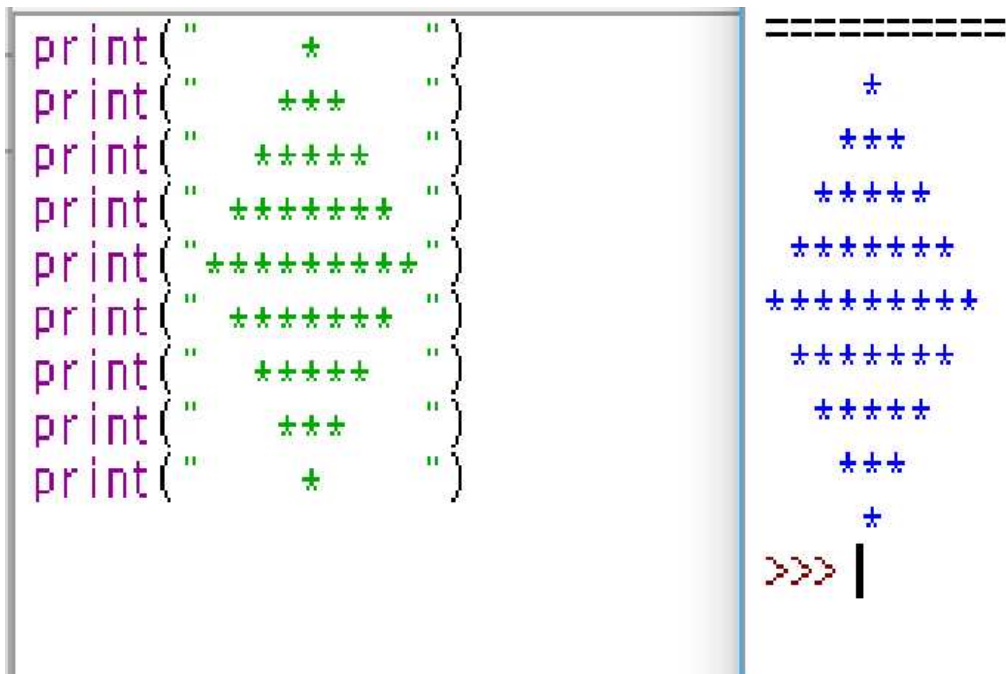 print("    *    ")
print("   ***   ")
print("  *****  ")
print(" ******* ")
print("*********")
print(" ******* ")
print("  *****  ")
print("   ***   ")
print("    *    ")
==========
    *
   ***
  *****
 *******
*********
 *******
  *****
   ***
    *
>>>